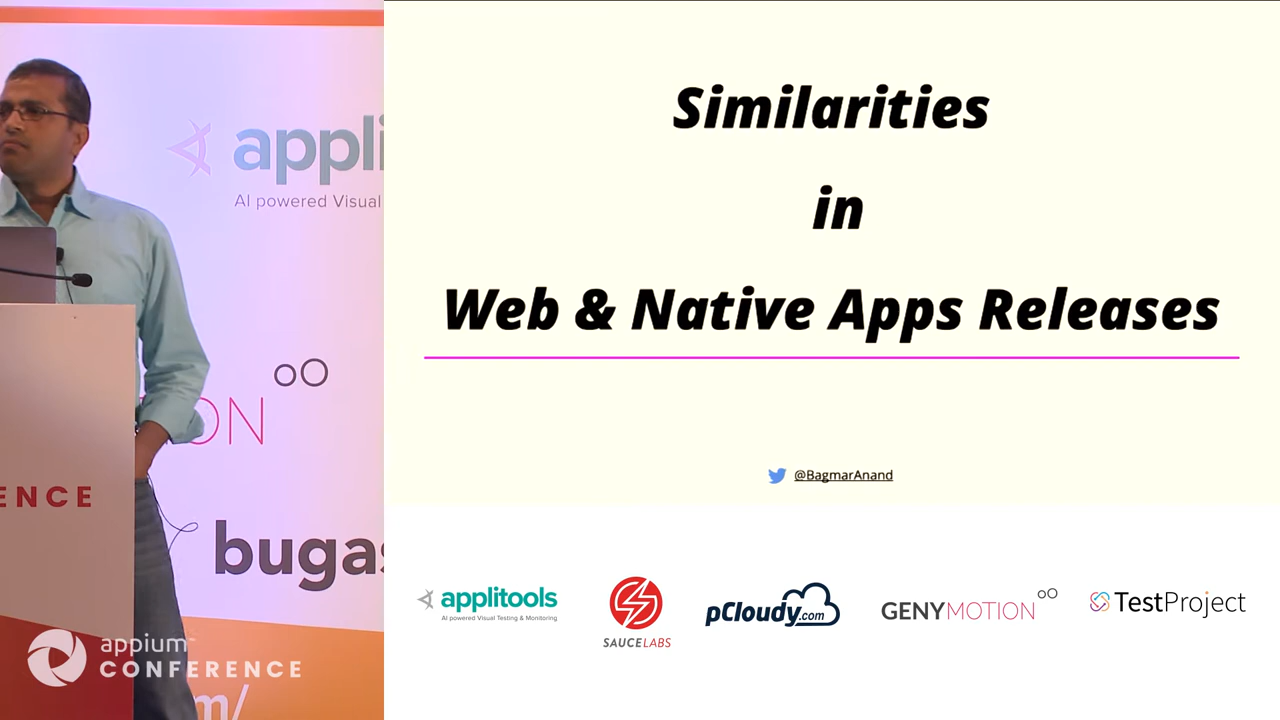 appli
AI powered Visual
ON
ENCE
bugas
m/
appium
CONFERENCE
Similarities
in
Web & Native Apps Releases
@BagmarAnand
applitools
AI powered Visual Testing & Monitoring
SAUCELABS
pCloudy.com
GENYMOTION
TestProject